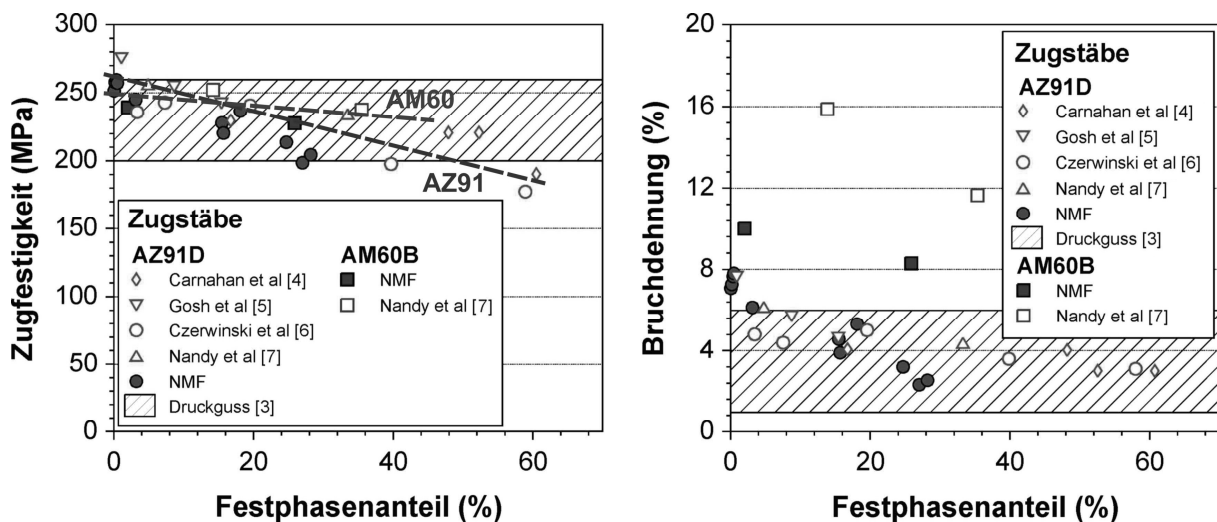 300
250
200
150
100
50
0
Zugfestigkeit (MPa)
AM60
AZ91
Zugstäbe
AZ91D
Carnahan et al [4]
Gosh et al [5]
Czerwinski et al [6]
Nandy et al [7]
NMF
Druckguss [3]
AM60B
NMF
Nandy et al [7]
0 20 40 60
Festphasenanteil (%)
20
16
12
8
4
0
Bruchdehnung (%)
Zugstäbe
AZ91D
Carnahan et al [4]
Gosh et al [5]
Czerwinski et al [6]
Nandy et al [7]
NMF
Druckguss [3]
AM60B
NMF
Nandy et al [7]
0 20 40 60
Festphasenanteil (%)